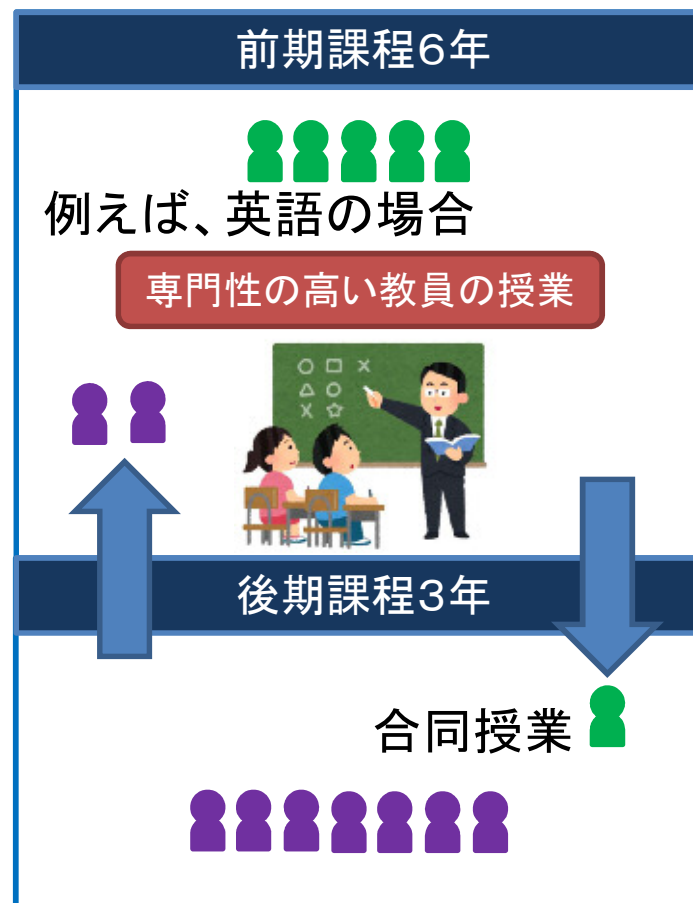 前期課程6年
例えば、英語の場合
専門性の高い教員の授業
後期課程3年
合同授業